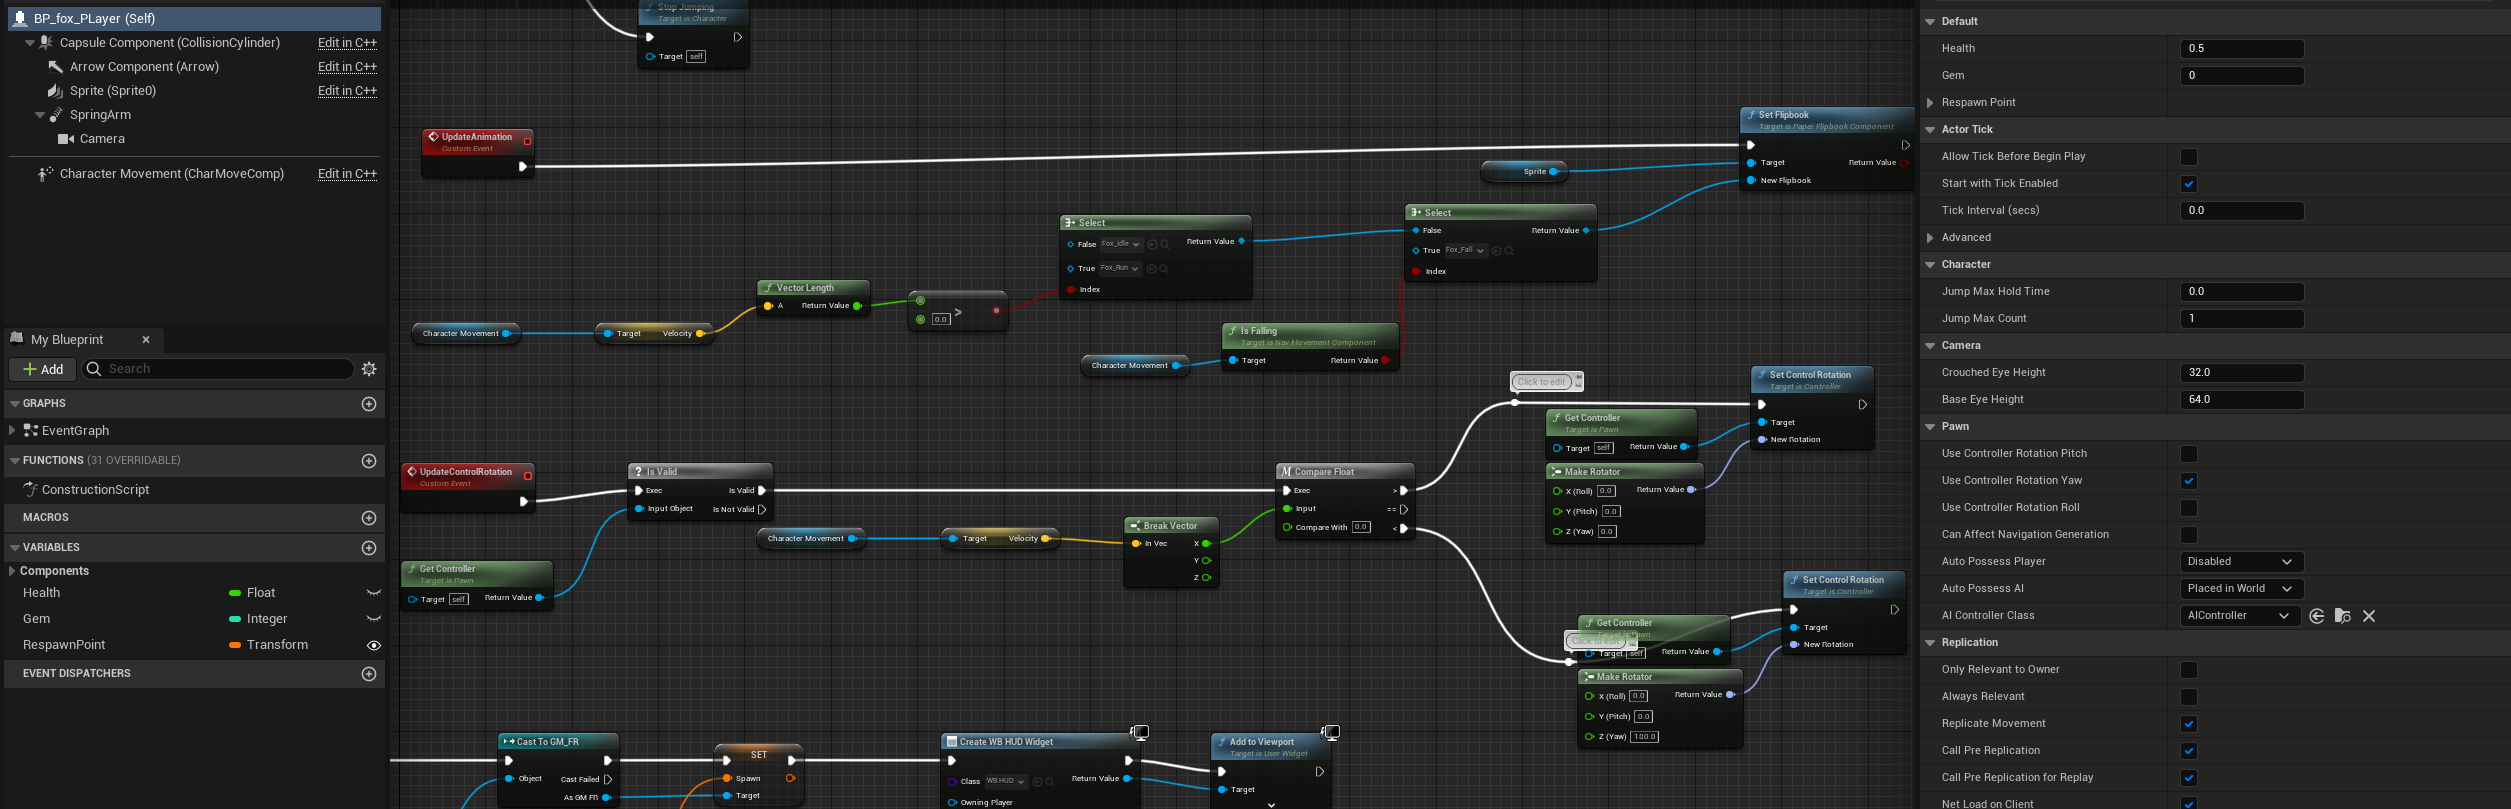 BP_fox_PLayer (Self)
Capsule Component (CollisionCylinder) Edit in C++
Arrow Component (Arrow) Edit in C++
Sprite (Sprite0) Edit in C++
SpringArm
Camera
Character Movement (CharMoveComp) Edit in C++
My Blueprint
Add Search
GRAPHS
EventGraph
FUNCTIONS (31 OVERRIDABLE)
ConstructionScript
MACROS
VARIABLES
Components
Health Float
Gem Integer
RespawnPoint Transform
EVENT DISPATCHERS
Stop Jumping
Target is Character
Target self
UpdateAnimation
Custom Event
Set Flipbook
Target is Paper Flipbook Component
Target Return Value
New Flipbook
Sprite
Select
False Fox_Idle Return Value
True Fox_Run
Index
Select
False Return Value
True Fox_Fall
Index
Vector Length
A Return Value
0.0 >
Character Movement
Target Velocity
Is Falling
Target is Nav Movement Component
Target Return Value
Character Movement
UpdateControlRotation
Custom Event
Is Valid
Exec Is Valid
Input Object Is Not Valid
Get Controller
Target is Pawn
Target self Return Value
Character Movement
Target Velocity
Break Vector
In Vec X
Y
Z
Compare Float
Exec >
Input ==
Compare With 0.0 <
Click to edit
Get Controller
Target is Pawn
Target self Return Value
Make Rotator
X (Roll) 0.0 Return Value
Y (Pitch) 0.0
Z (Yaw) 0.0
Set Control Rotation
Target is Controller
Target
New Rotation
Get Controller
Target is Pawn
Click to edit
Target self Return Value
Make Rotator
X (Roll) 0.0 Return Value
Y (Pitch) 0.0
Z (Yaw) 180.0
Set Control Rotation
Target is Controller
Target
New Rotation
Cast To GM_FR
Object Cast Failed
As GM FR
SET
Spawn
Target
Create WB HUD Widget
Class WB HUD Return Value
Owning Player
Add to Viewport
Target is User Widget
Target
Default
Health 0.5
Gem 0
Respawn Point
Actor Tick
Allow Tick Before Begin Play
Start with Tick Enabled
Tick Interval (secs) 0.0
Advanced
Character
Jump Max Hold Time 0.0
Jump Max Count 1
Camera
Crouched Eye Height 32.0
Base Eye Height 64.0
Pawn
Use Controller Rotation Pitch
Use Controller Rotation Yaw
Use Controller Rotation Roll
Can Affect Navigation Generation
Auto Possess Player Disabled
Auto Possess AI Placed in World
AI Controller Class AIController
Replication
Only Relevant to Owner
Always Relevant
Replicate Movement
Call Pre Replication
Call Pre Replication for Replay
Net Load on Client